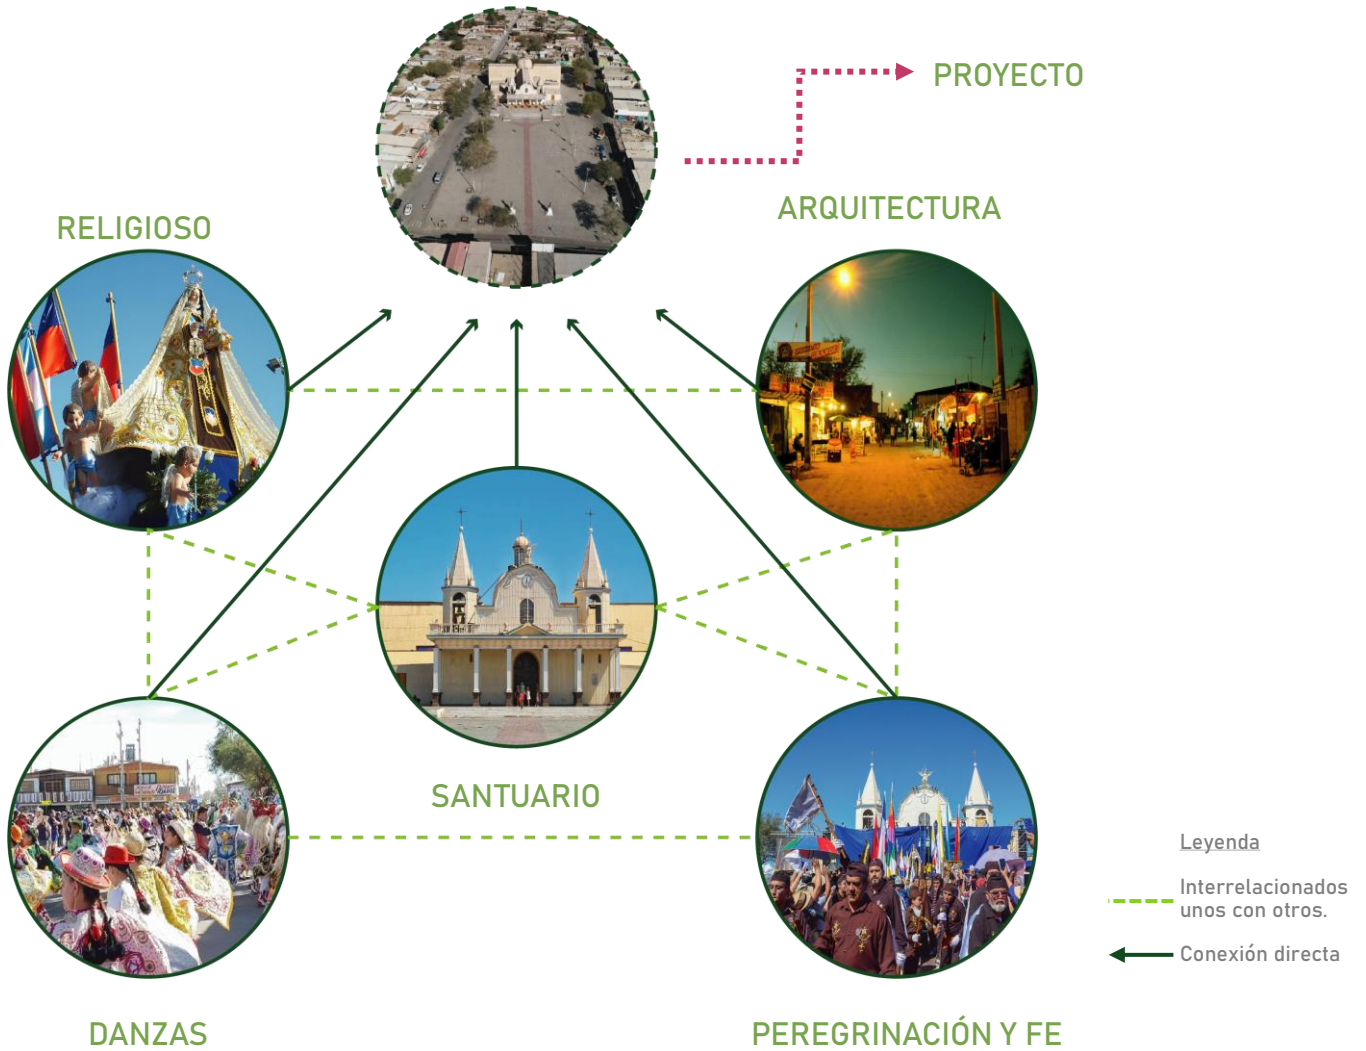 PROYECTO
ARQUITECTURA
RELIGIOSO
SANTUARIO
Leyenda
Interrelacionados
unos con otros.
Conexión directa
DANZAS
PEREGRINACIÓN Y FE